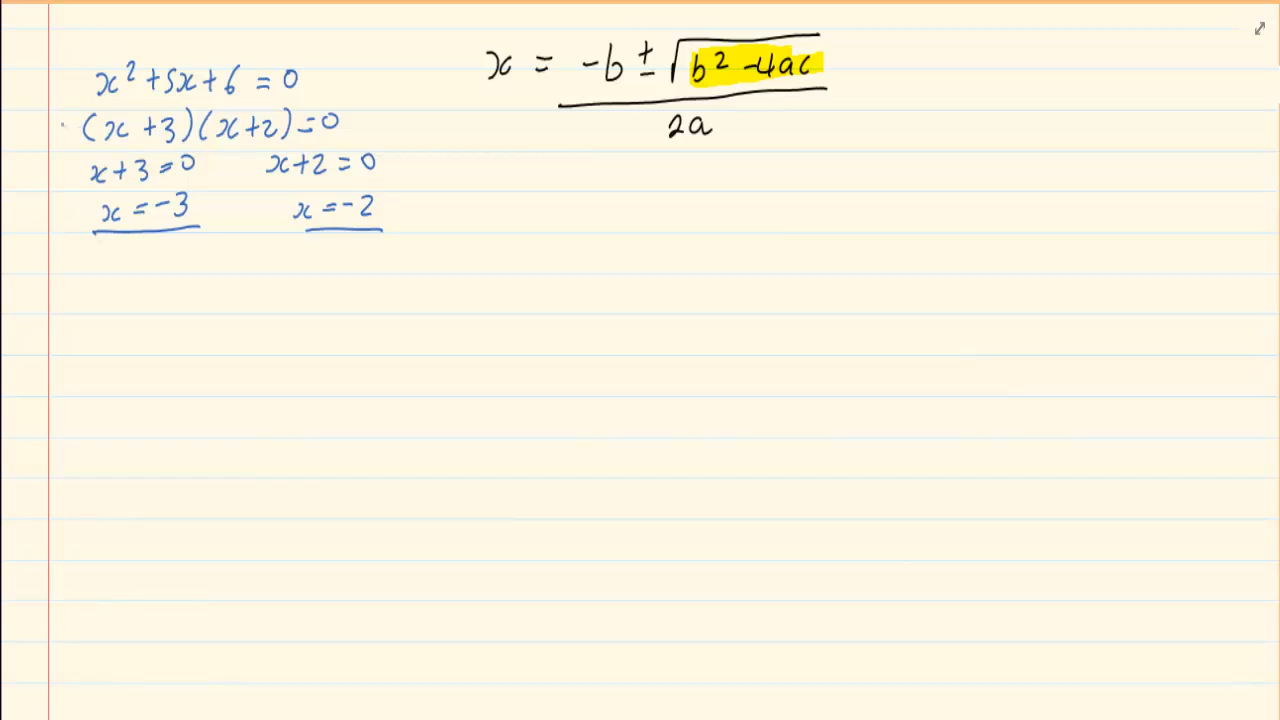 x² + 5x + 6 = 0
(x + 3)(x + 2) = 0
x + 3 = 0 x + 2 = 0
x = -3 x = -2
x = -b ± √b² - 4ac
2a